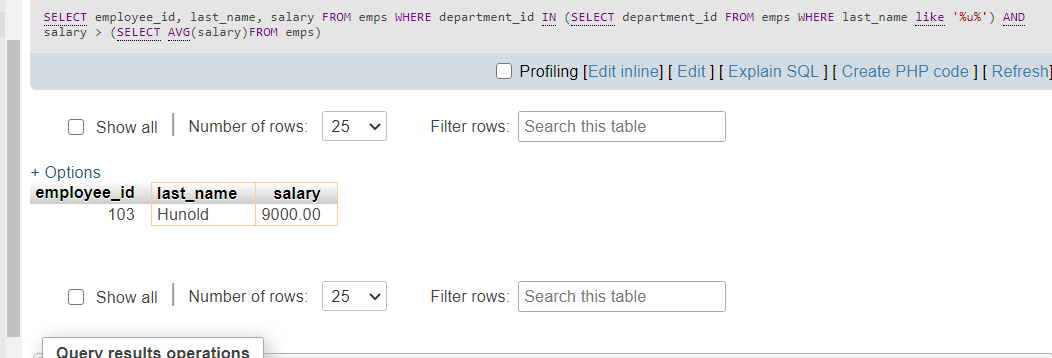 SELECT employee_id, last_name, salary FROM emps WHERE department_id IN (SELECT department_id FROM emps WHERE last_name like '%u%') AND
salary > (SELECT AVG(salary)FROM emps)
Profiling [Edit inline] [ Edit ] [ Explain SQL ] [ Create PHP code ] [ Refresh]
Show all Number of rows: 25 Filter rows: Search this table
+ Options
employee_id last_name salary
103 Hunold 9000.00
Show all Number of rows: 25 Filter rows: Search this table
Query results operations